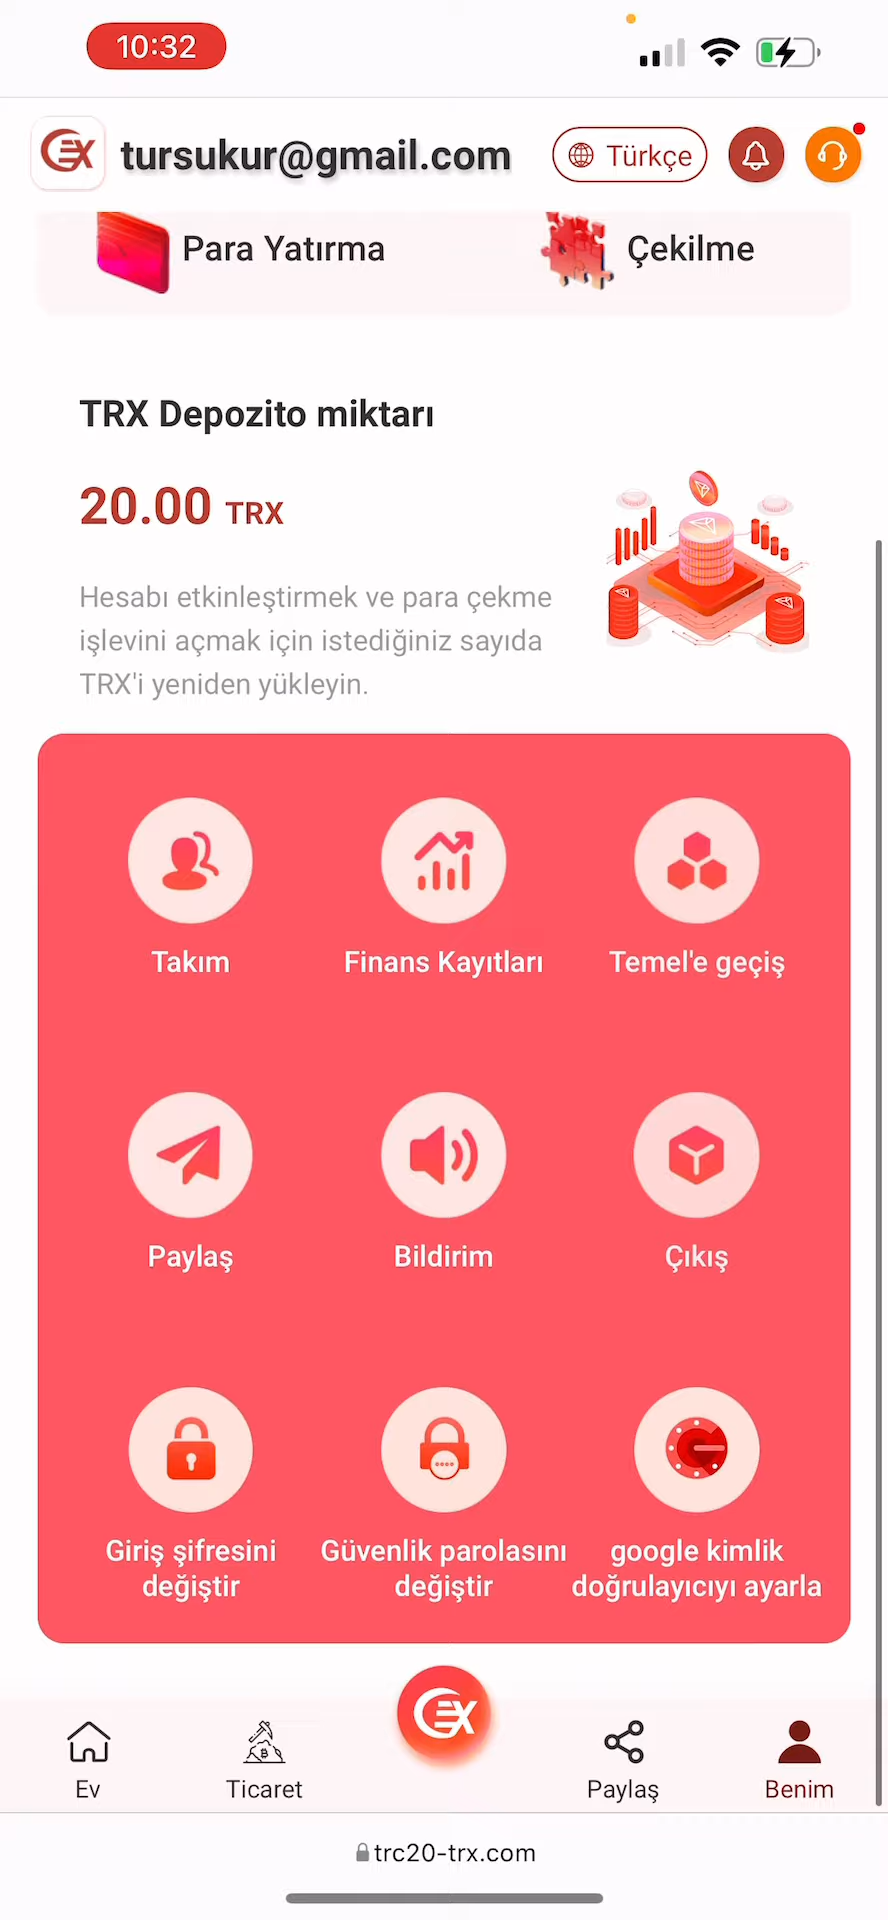 10:32
EX tursukur@gmail.com Türkçe
Para Yatırma Çekilme
TRX Depozito miktarı
20.00 TRX
Hesabı etkinleştirmek ve para çekme
işlevini açmak için istediğiniz sayıda
TRX'i yeniden yükleyin.
Takım Finans Kayıtları Temel'e geçiş
Paylaş Bildirim Çıkış
Giriş şifresini Güvenlik parolasını google kimlik
değiştir değiştir doğrulayıcıyı ayarla
EX
Ev Ticaret Paylaş Benim
trc20-trx.com